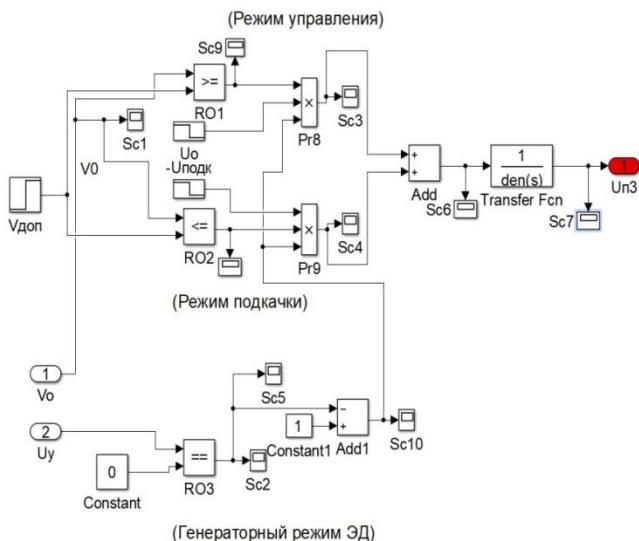 (Режим управления)
Sc9
>=
RO1
Sc1
V0
Uo
-Uподк
x
Pr8
Sc3
Vдоп
<=
RO2
x
Pr9
Sc4
+
+
Add
Sc6
1
den(s)
Transfer Fcn
Sc7
1
Uп3
(Режим подкачки)
1
Vo
2
Uy
0
Constant
==
RO3
Sc5
Sc2
1
Constant1
−
+
Add1
Sc10
(Генераторный режим ЭД)